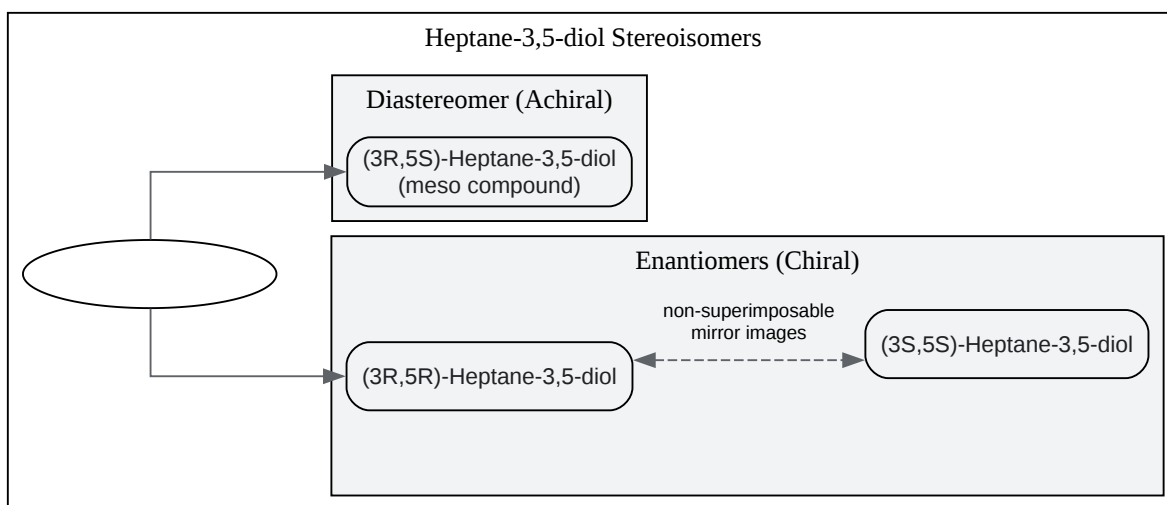 Heptane-3,5-diol Stereoisomers
Diastereomer (Achiral)
(3R,5S)-Heptane-3,5-diol
(meso compound)
Enantiomers (Chiral)
non-superimposable
mirror images
(3R,5R)-Heptane-3,5-diol
(3S,5S)-Heptane-3,5-diol